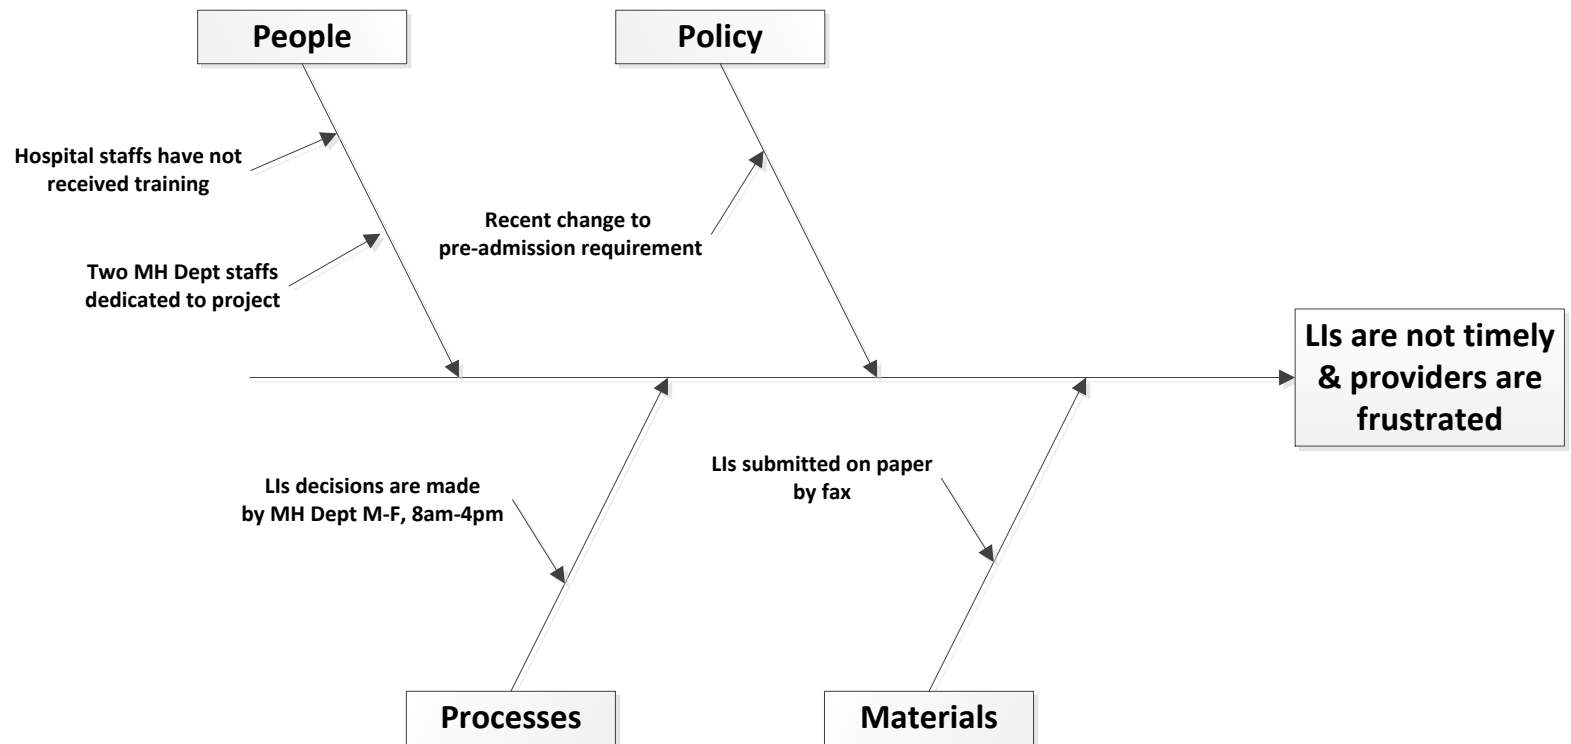 People
Policy
Hospital staffs have not
received training
Recent change to
pre-admission requirement
Two MH Dept staffs
dedicated to project
LIs are not timely
& providers are
frustrated
LIs decisions are made
by MH Dept M-F, 8am-4pm
LIs submitted on paper
by fax
Processes
Materials